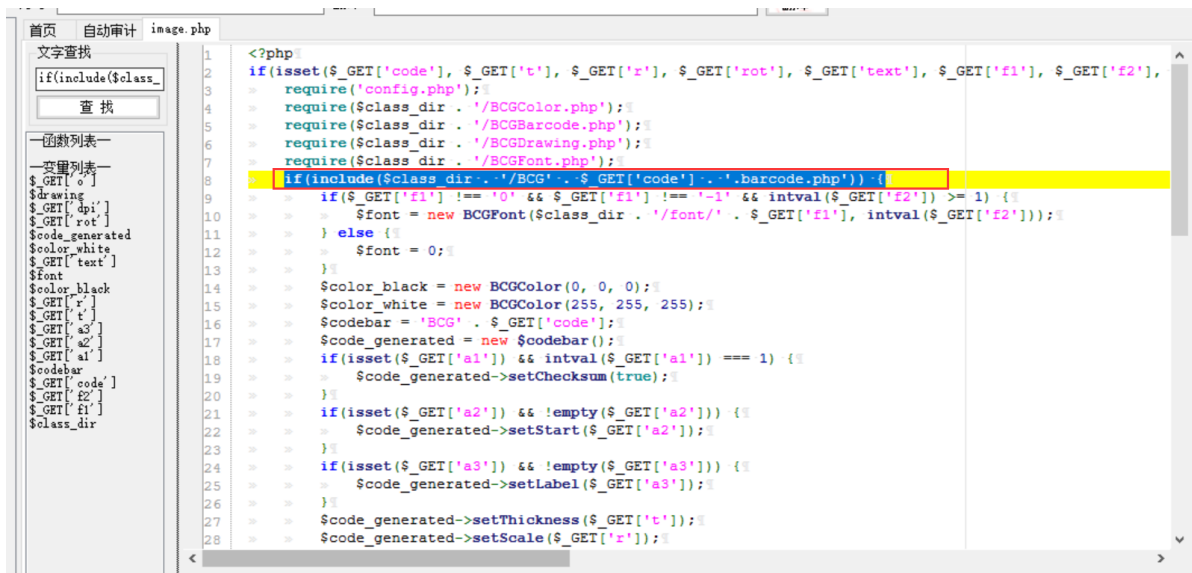 首页 自动审计 image.php
文字查找
if(include($class_
查 找
—函数列表—
—变量列表—
$_GET['o']
$drawing
$_GET['dpi']
$_GET['rot']
$code_generated
$color_white
$_GET['text']
$font
$color_black
$_GET['r']
$_GET['t']
$_GET['a3']
$_GET['a2']
$_GET['a1']
$codebar
$_GET['code']
$_GET['f2']
$_GET['f1']
$class_dir
1 <?php
2 if(isset($_GET['code'], $_GET['t'], $_GET['r'], $_GET['rot'], $_GET['text'], $_GET['f1'], $_GET['f2'],
3 require('config.php');
4 require($class_dir . '/BCGColor.php');
5 require($class_dir . '/BCGBarcode.php');
6 require($class_dir . '/BCGDrawing.php');
7 require($class_dir . '/BCGFont.php');
8 if(include($class_dir . '/BCG' . $_GET['code'] . '.barcode.php')) {
9 if($_GET['f1'] !== '0' && $_GET['f1'] !== '-1' && intval($_GET['f2']) >= 1) {
10 $font = new BCGFont($class_dir . '/font/' . $_GET['f1'], intval($_GET['f2']));
11 } else {
12 $font = 0;
13 }
14 $color_black = new BCGColor(0, 0, 0);
15 $color_white = new BCGColor(255, 255, 255);
16 $codebar = 'BCG' . $_GET['code'];
17 $code_generated = new $codebar();
18 if(isset($_GET['a1']) && intval($_GET['a1']) === 1) {
19 $code_generated->setChecksum(true);
20 }
21 if(isset($_GET['a2']) && !empty($_GET['a2'])) {
22 $code_generated->setStart($_GET['a2']);
23 }
24 if(isset($_GET['a3']) && !empty($_GET['a3'])) {
25 $code_generated->setLabel($_GET['a3']);
26 }
27 $code_generated->setThickness($_GET['t']);
28 $code_generated->setScale($_GET['r']);